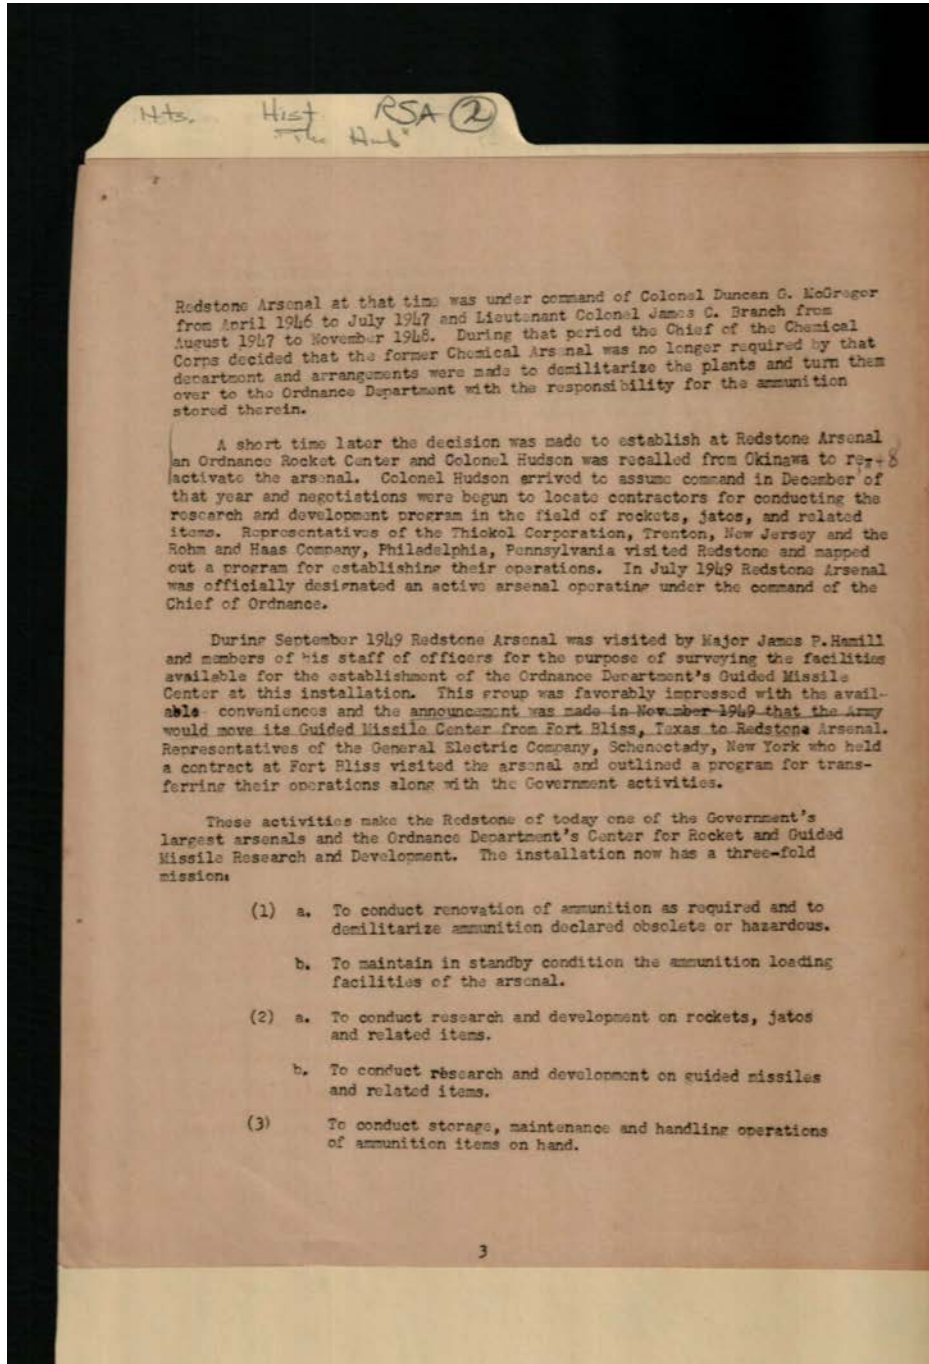 Hts. Hist RSA 2
"The Hub"
Redstone Arsenal at that time was under command of Colonel Duncan G. McGregor
from April 1946 to July 1947 and Lieutenant Colonel James C. Branch from
August 1947 to November 1948. During that period the Chief of the Chemical
Corps decided that the former Chemical Arsenal was no longer required by that
department and arrangements were made to demilitarize the plants and turn them
over to the Ordnance Department with the responsibility for the ammunition
stored therein.
A short time later the decision was made to establish at Redstone Arsenal
an Ordnance Rocket Center and Colonel Hudson was recalled from Okinawa to re-
activate the arsenal. Colonel Hudson arrived to assume command in December of
that year and negotiations were begun to locate contractors for conducting the
research and development program in the field of rockets, jatos, and related
items. Representatives of the Thiokol Corporation, Trenton, New Jersey and the
Rohm and Haas Company, Philadelphia, Pennsylvania visited Redstone and mapped
out a program for establishing their operations. In July 1949 Redstone Arsenal
was officially designated an active arsenal operating under the command of the
Chief of Ordnance.
During September 1949 Redstone Arsenal was visited by Major James P.Hamill
and members of his staff of officers for the purpose of surveying the facilities
available for the establishment of the Ordnance Department's Guided Missile
Center at this installation. This group was favorably impressed with the avail-
able conveniences and the announcement was made in November 1949 that the Army
would move its Guided Missile Center from Fort Bliss, Texas to Redstone Arsenal.
Representatives of the General Electric Company, Schenectady, New York who held
a contract at Fort Bliss visited the arsenal and outlined a program for trans-
ferring their operations along with the Government activities.
These activities make the Redstone of today one of the Government's
largest arsenals and the Ordnance Department's Center for Rocket and Guided
Missile Research and Development. The installation now has a three-fold
mission:
(1) a. To conduct renovation of ammunition as required and to
demilitarize ammunition declared obsolete or hazardous.
b. To maintain in standby condition the ammunition loading
facilities of the arsenal.
(2) a. To conduct research and development on rockets, jatos
and related items.
b. To conduct research and development on guided missiles
and related items.
(3) To conduct storage, maintenance and handling operations
of ammunition items on hand.
3